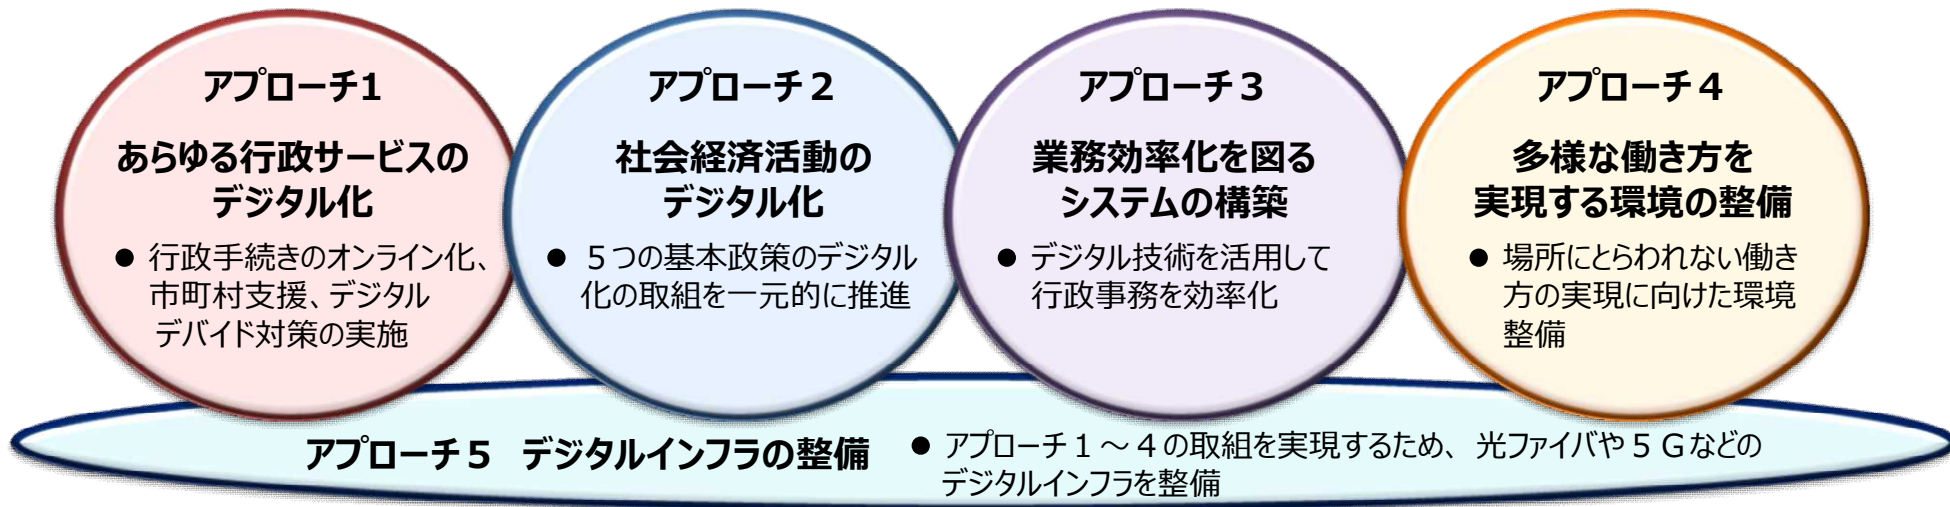 アプローチ1
あらゆる行政サービスの
デジタル化
● 行政手続きのオンライン化、
市町村支援、デジタル
デバイド対策の実施
アプローチ２
社会経済活動の
デジタル化
● ５つの基本政策のデジタル
化の取組を一元的に推進
アプローチ３
業務効率化を図る
システムの構築
● デジタル技術を活用して
行政事務を効率化
アプローチ４
多様な働き方を
実現する環境の整備
● 場所にとらわれない働き
方の実現に向けた環境
整備
アプローチ５ デジタルインフラの整備
● アプローチ１～４の取組を実現するため、光ファイバや５Ｇなどの
デジタルインフラを整備